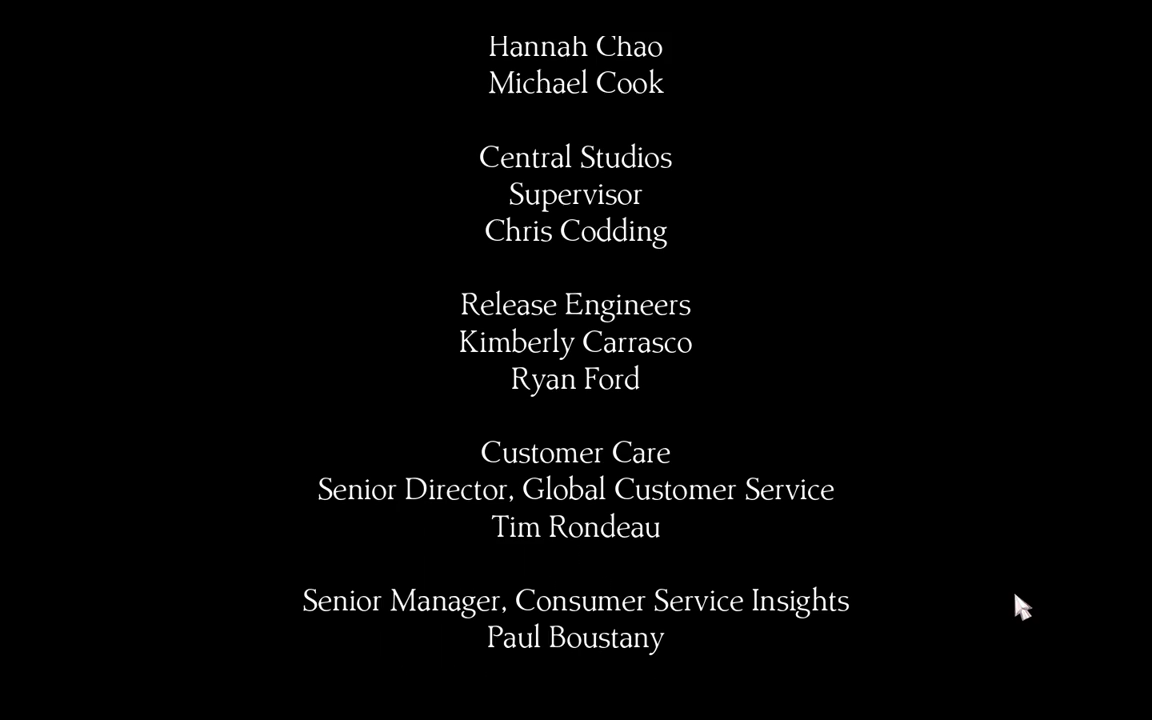 Hannah Chao
Michael Cook
Central Studios
Supervisor
Chris Codding
Release Engineers
Kimberly Carrasco
Ryan Ford
Customer Care
Senior Director, Global Customer Service
Tim Rondeau
Senior Manager, Consumer Service Insights
Paul Boustany